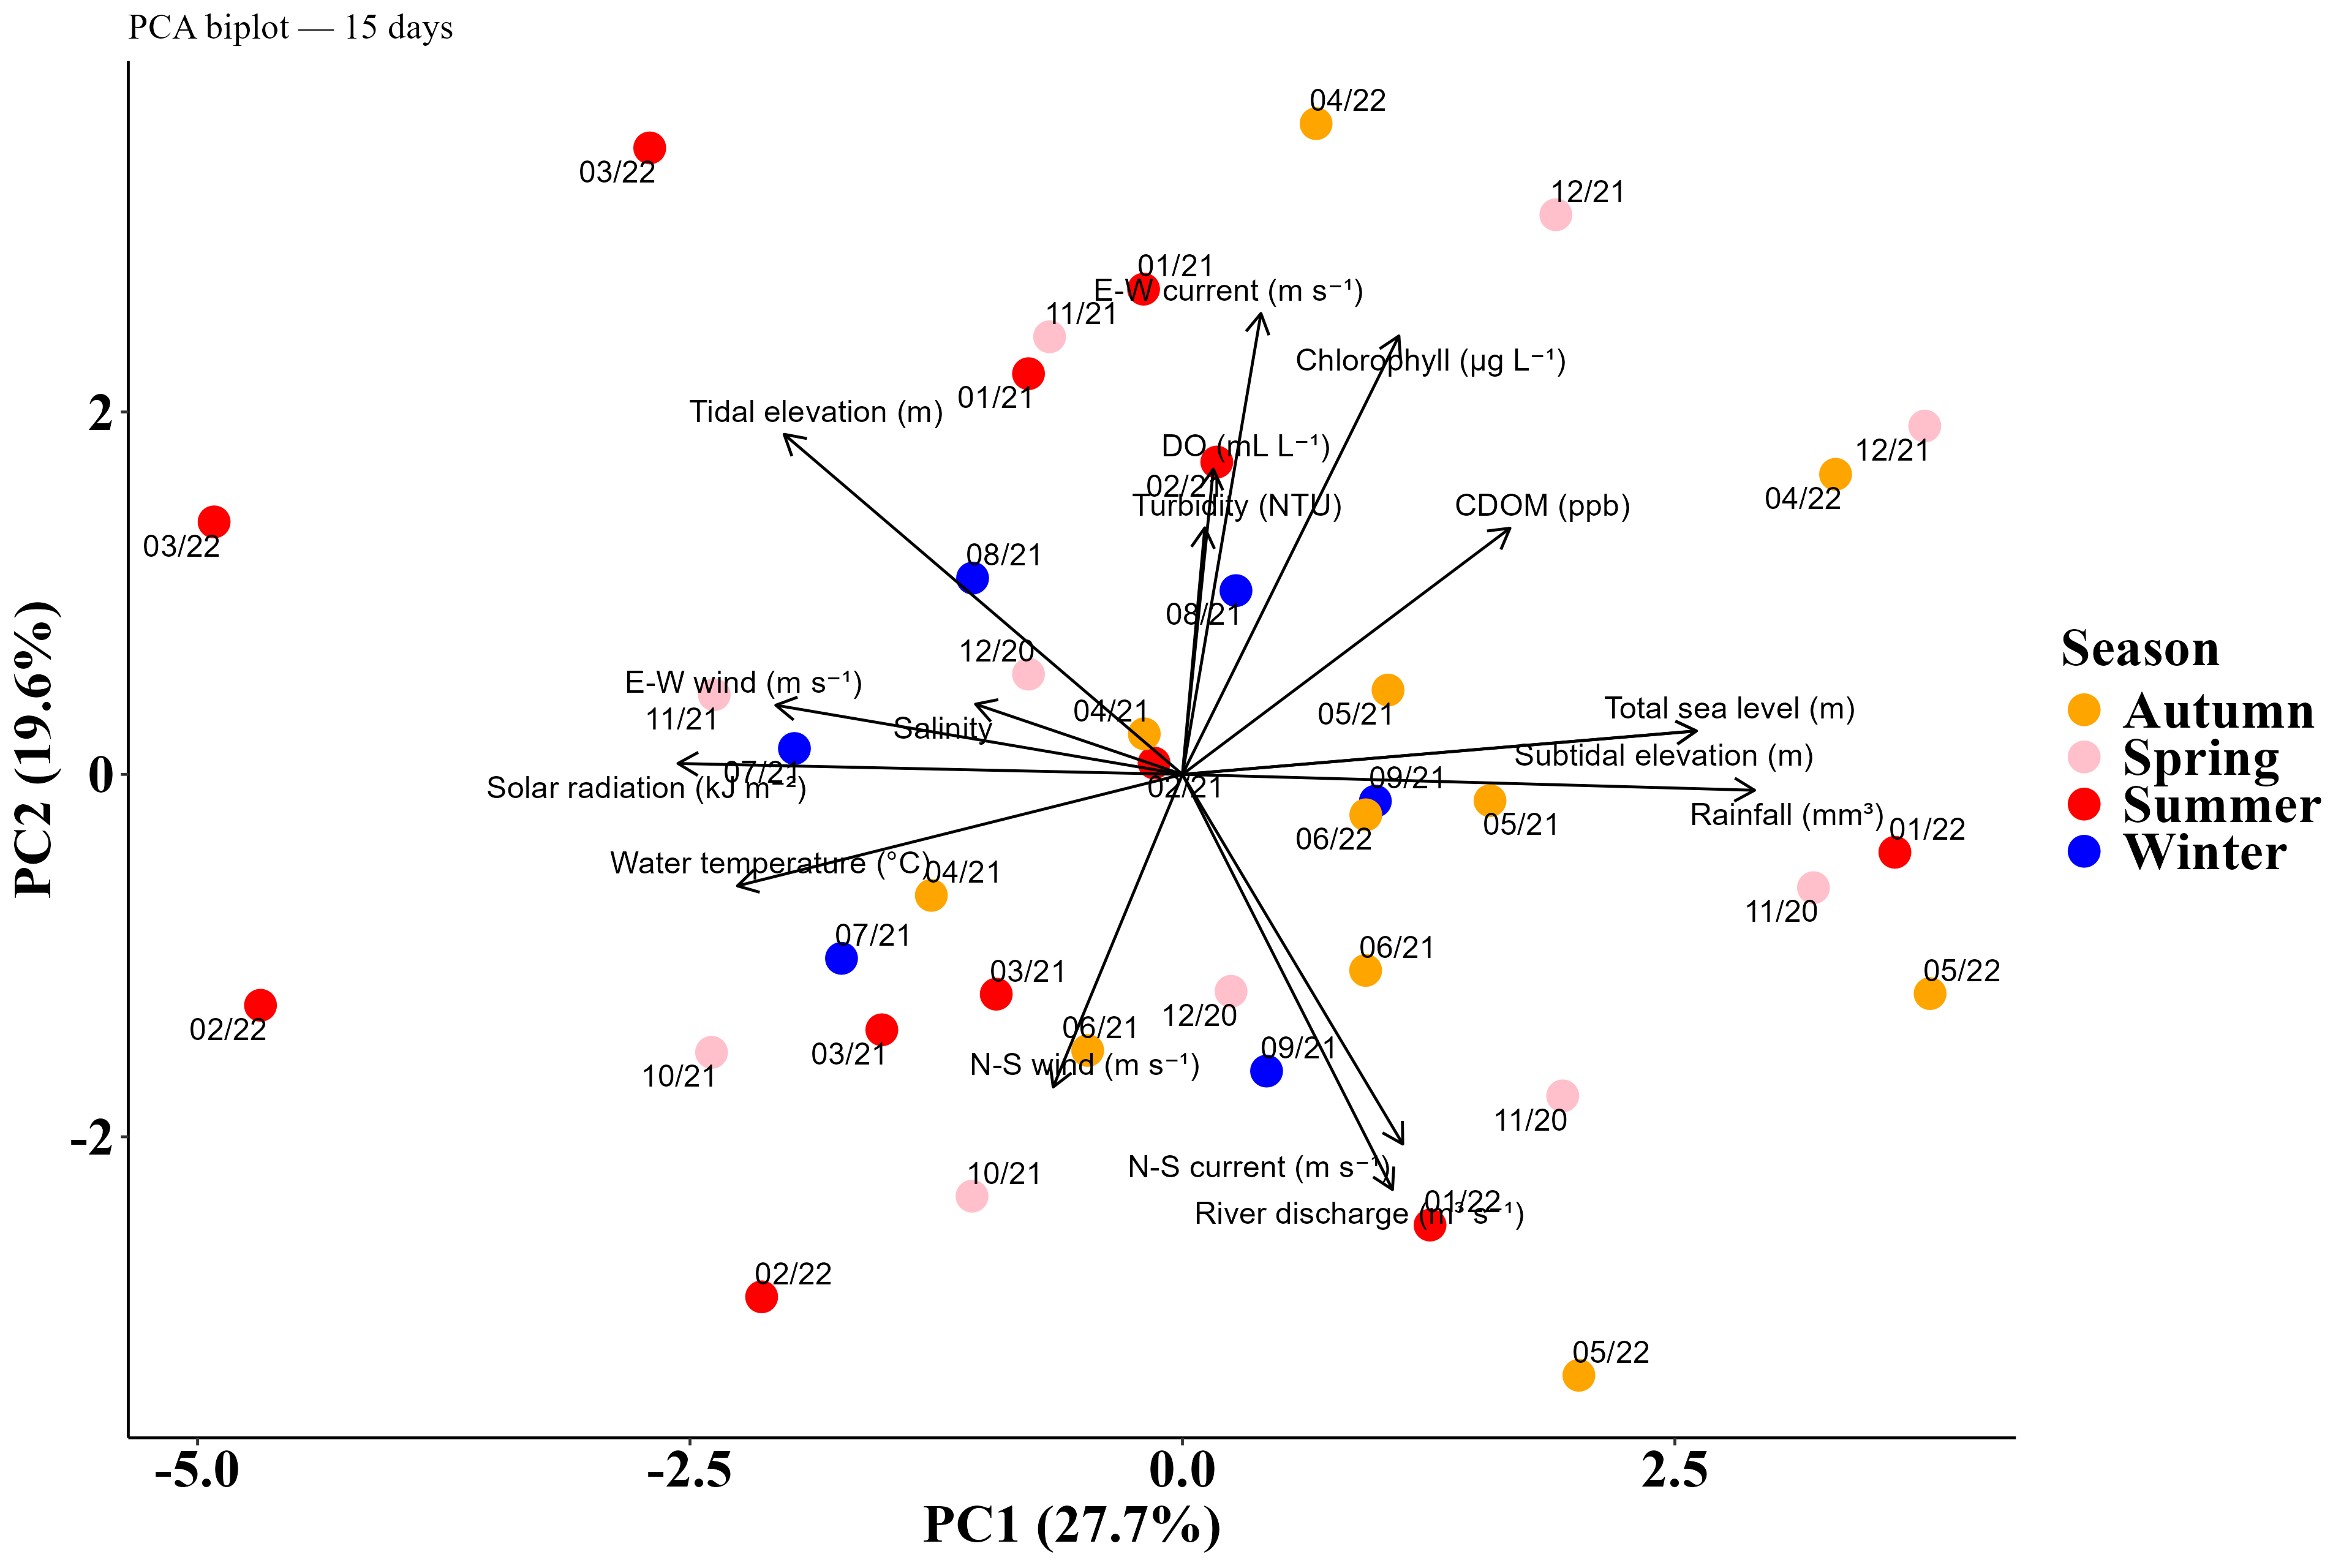 PCA biplot — 15 days
04/22
03/22
12/21
01/21
E-W current (m s⁻¹)
11/21
Chlorophyll (µg L⁻¹)
01/21
Tidal elevation (m)
2
DO (mL L⁻¹)
12/21
02/21
04/22
Turbidity (NTU)
CDOM (ppb)
03/22
08/21
08/21
12/20
E-W wind (m s⁻¹)
Total sea level (m)
04/21
05/21
11/21
Salinity
Subtidal elevation (m)
0
07/21
09/21
Solar radiation (kJ m⁻²)
02/21
Rainfall (mm³)
05/21
01/22
06/22
Water temperature (°C)
04/21
11/20
07/21
06/21
03/21
05/22
12/20
02/22
06/21
09/21
03/21
N-S wind (m s⁻¹)
10/21
11/20
-2
N-S current (m s⁻¹)
10/21
01/22
River discharge (m³ s⁻¹)
02/22
05/22
-5.0
-2.5
0.0
2.5
PC1 (27.7%)
PC2 (19.6%)
Season
Autumn
Spring
Summer
Winter